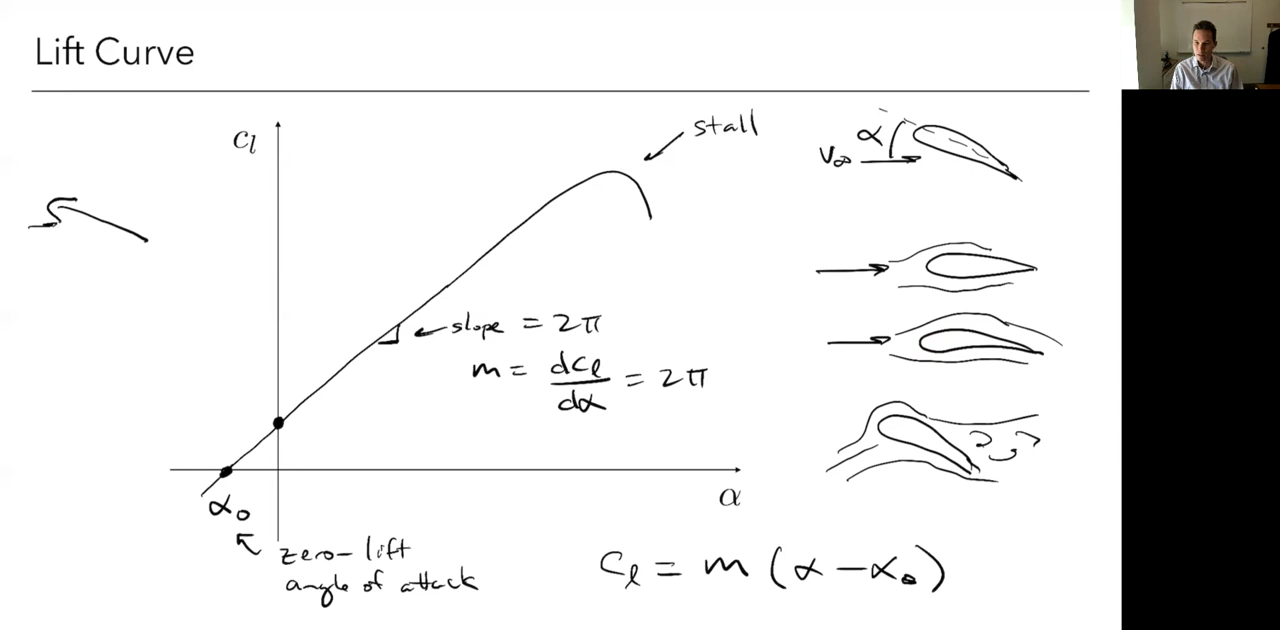 Lift Curve
cl
stall
α
V∞
slope = 2π
m = dcl/dα = 2π
α
α₀
zero-lift
angle of attack
cl = m (α - α₀)